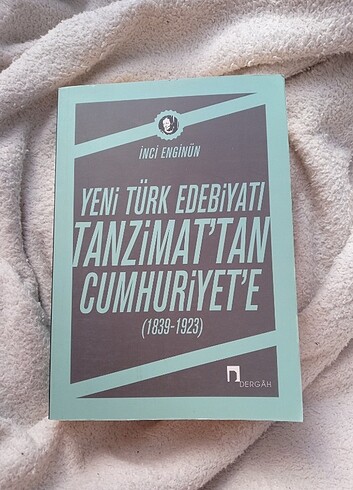 İNCİ ENGİNÜN
YENİ TÜRK EDEBİYATI
TANZİMAT'TAN
CUMHURİYET'E
(1839-1923)
DERGÂH